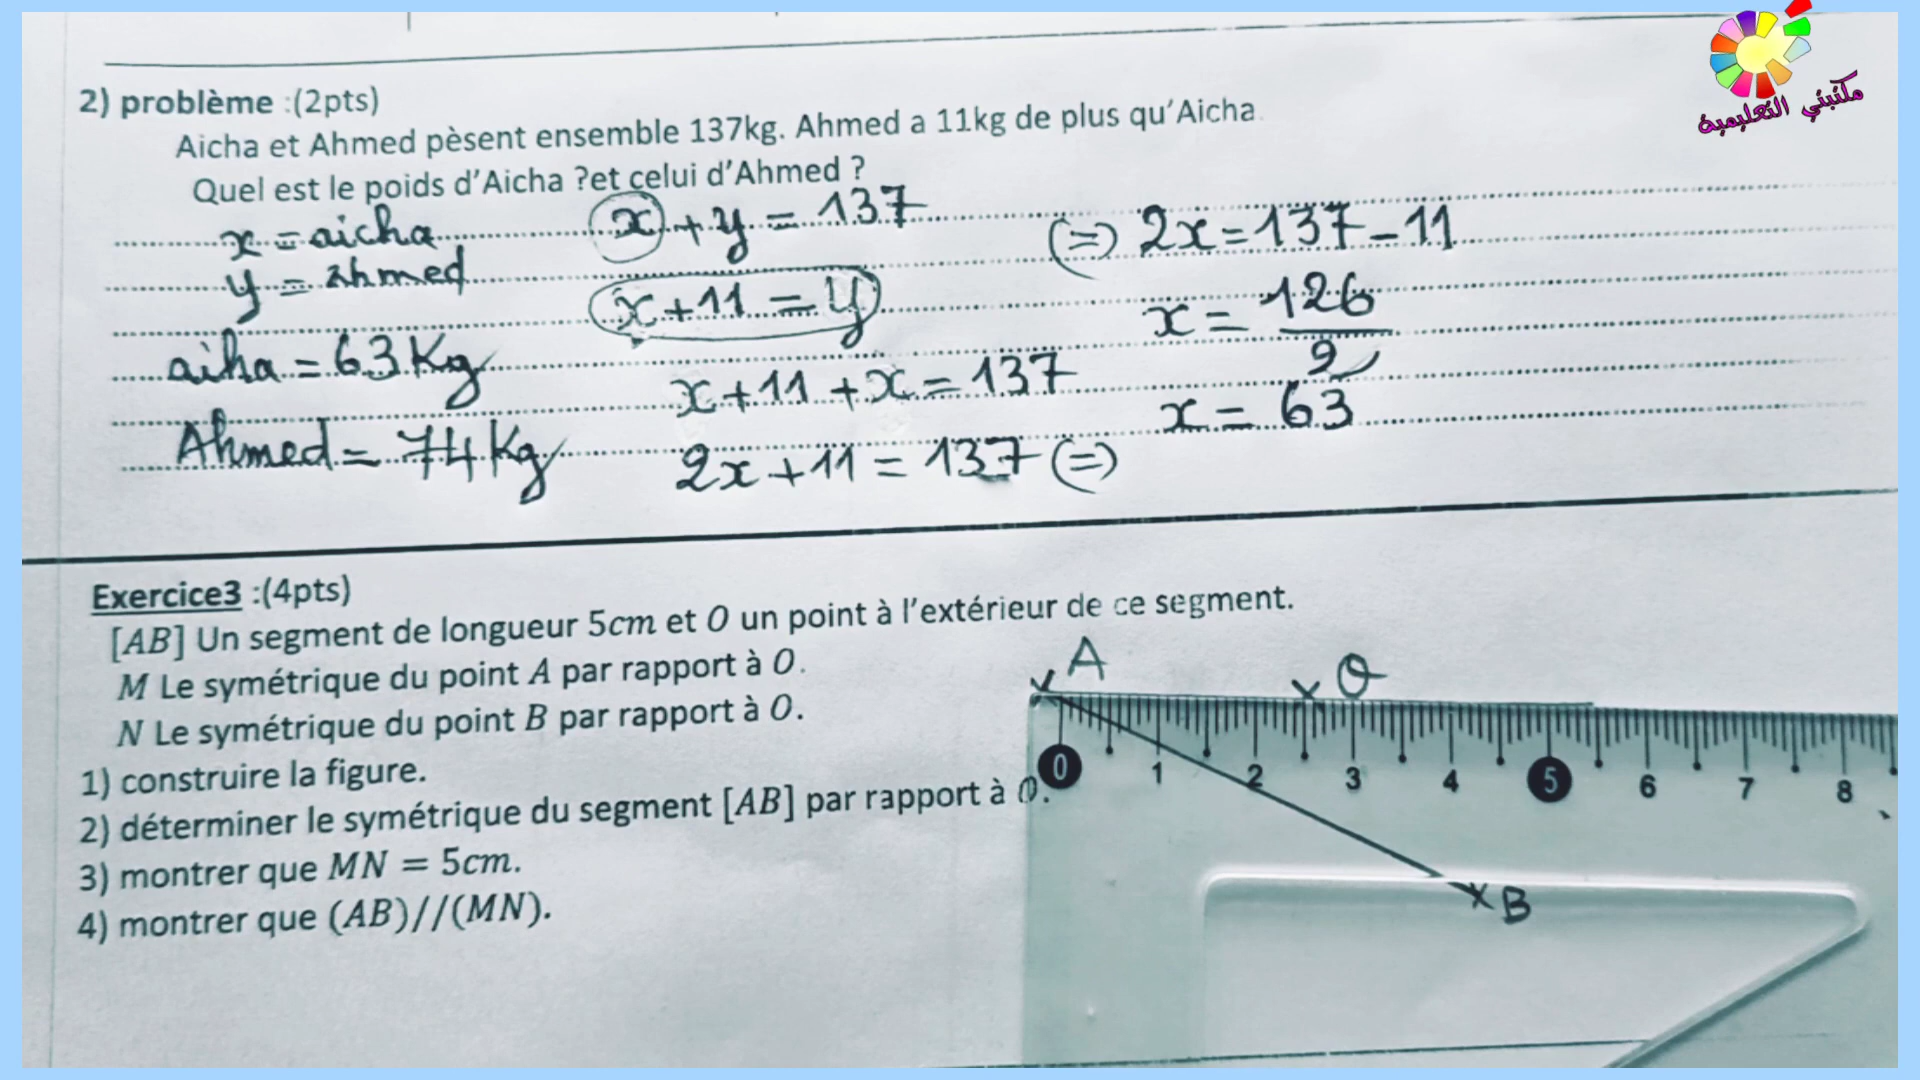 مكتبتي التعليمية
2) problème :(2pts)
Aicha et Ahmed pèsent ensemble 137kg. Ahmed a 11kg de plus qu'Aicha.
Quel est le poids d'Aicha ?et celui d'Ahmed ?
x = aicha
y = ahmed
aiha = 63 Kg
Ahmed = 74 Kg
x + y = 137
x + 11 = y
x + 11 + x = 137
2x + 11 = 137 (=)
(=) 2x = 137 - 11
x = 126
2
x = 63
Exercice3 :(4pts)
[AB] Un segment de longueur 5cm et O un point à l'extérieur de ce segment.
M Le symétrique du point A par rapport à O.
N Le symétrique du point B par rapport à O.
1) construire la figure.
2) déterminer le symétrique du segment [AB] par rapport à O.
3) montrer que MN = 5cm.
4) montrer que (AB)//(MN).
A
O
0 1 2 3 4 5 6 7 8
B